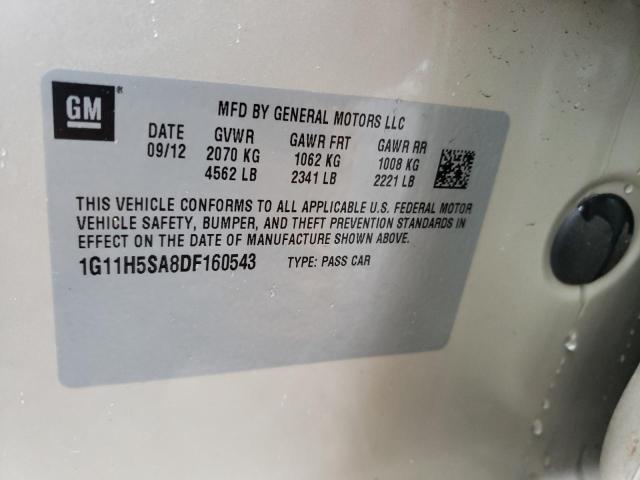 GM
MFD BY GENERAL MOTORS LLC
DATE GVWR GAWR FRT GAWR RR
09/12 2070 KG 1062 KG 1008 KG
4562 LB 2341 LB 2221 LB
THIS VEHICLE CONFORMS TO ALL APPLICABLE U.S. FEDERAL MOTOR
VEHICLE SAFETY, BUMPER, AND THEFT PREVENTION STANDARDS IN
EFFECT ON THE DATE OF MANUFACTURE SHOWN ABOVE.
1G11H5SA8DF160543 TYPE: PASS CAR